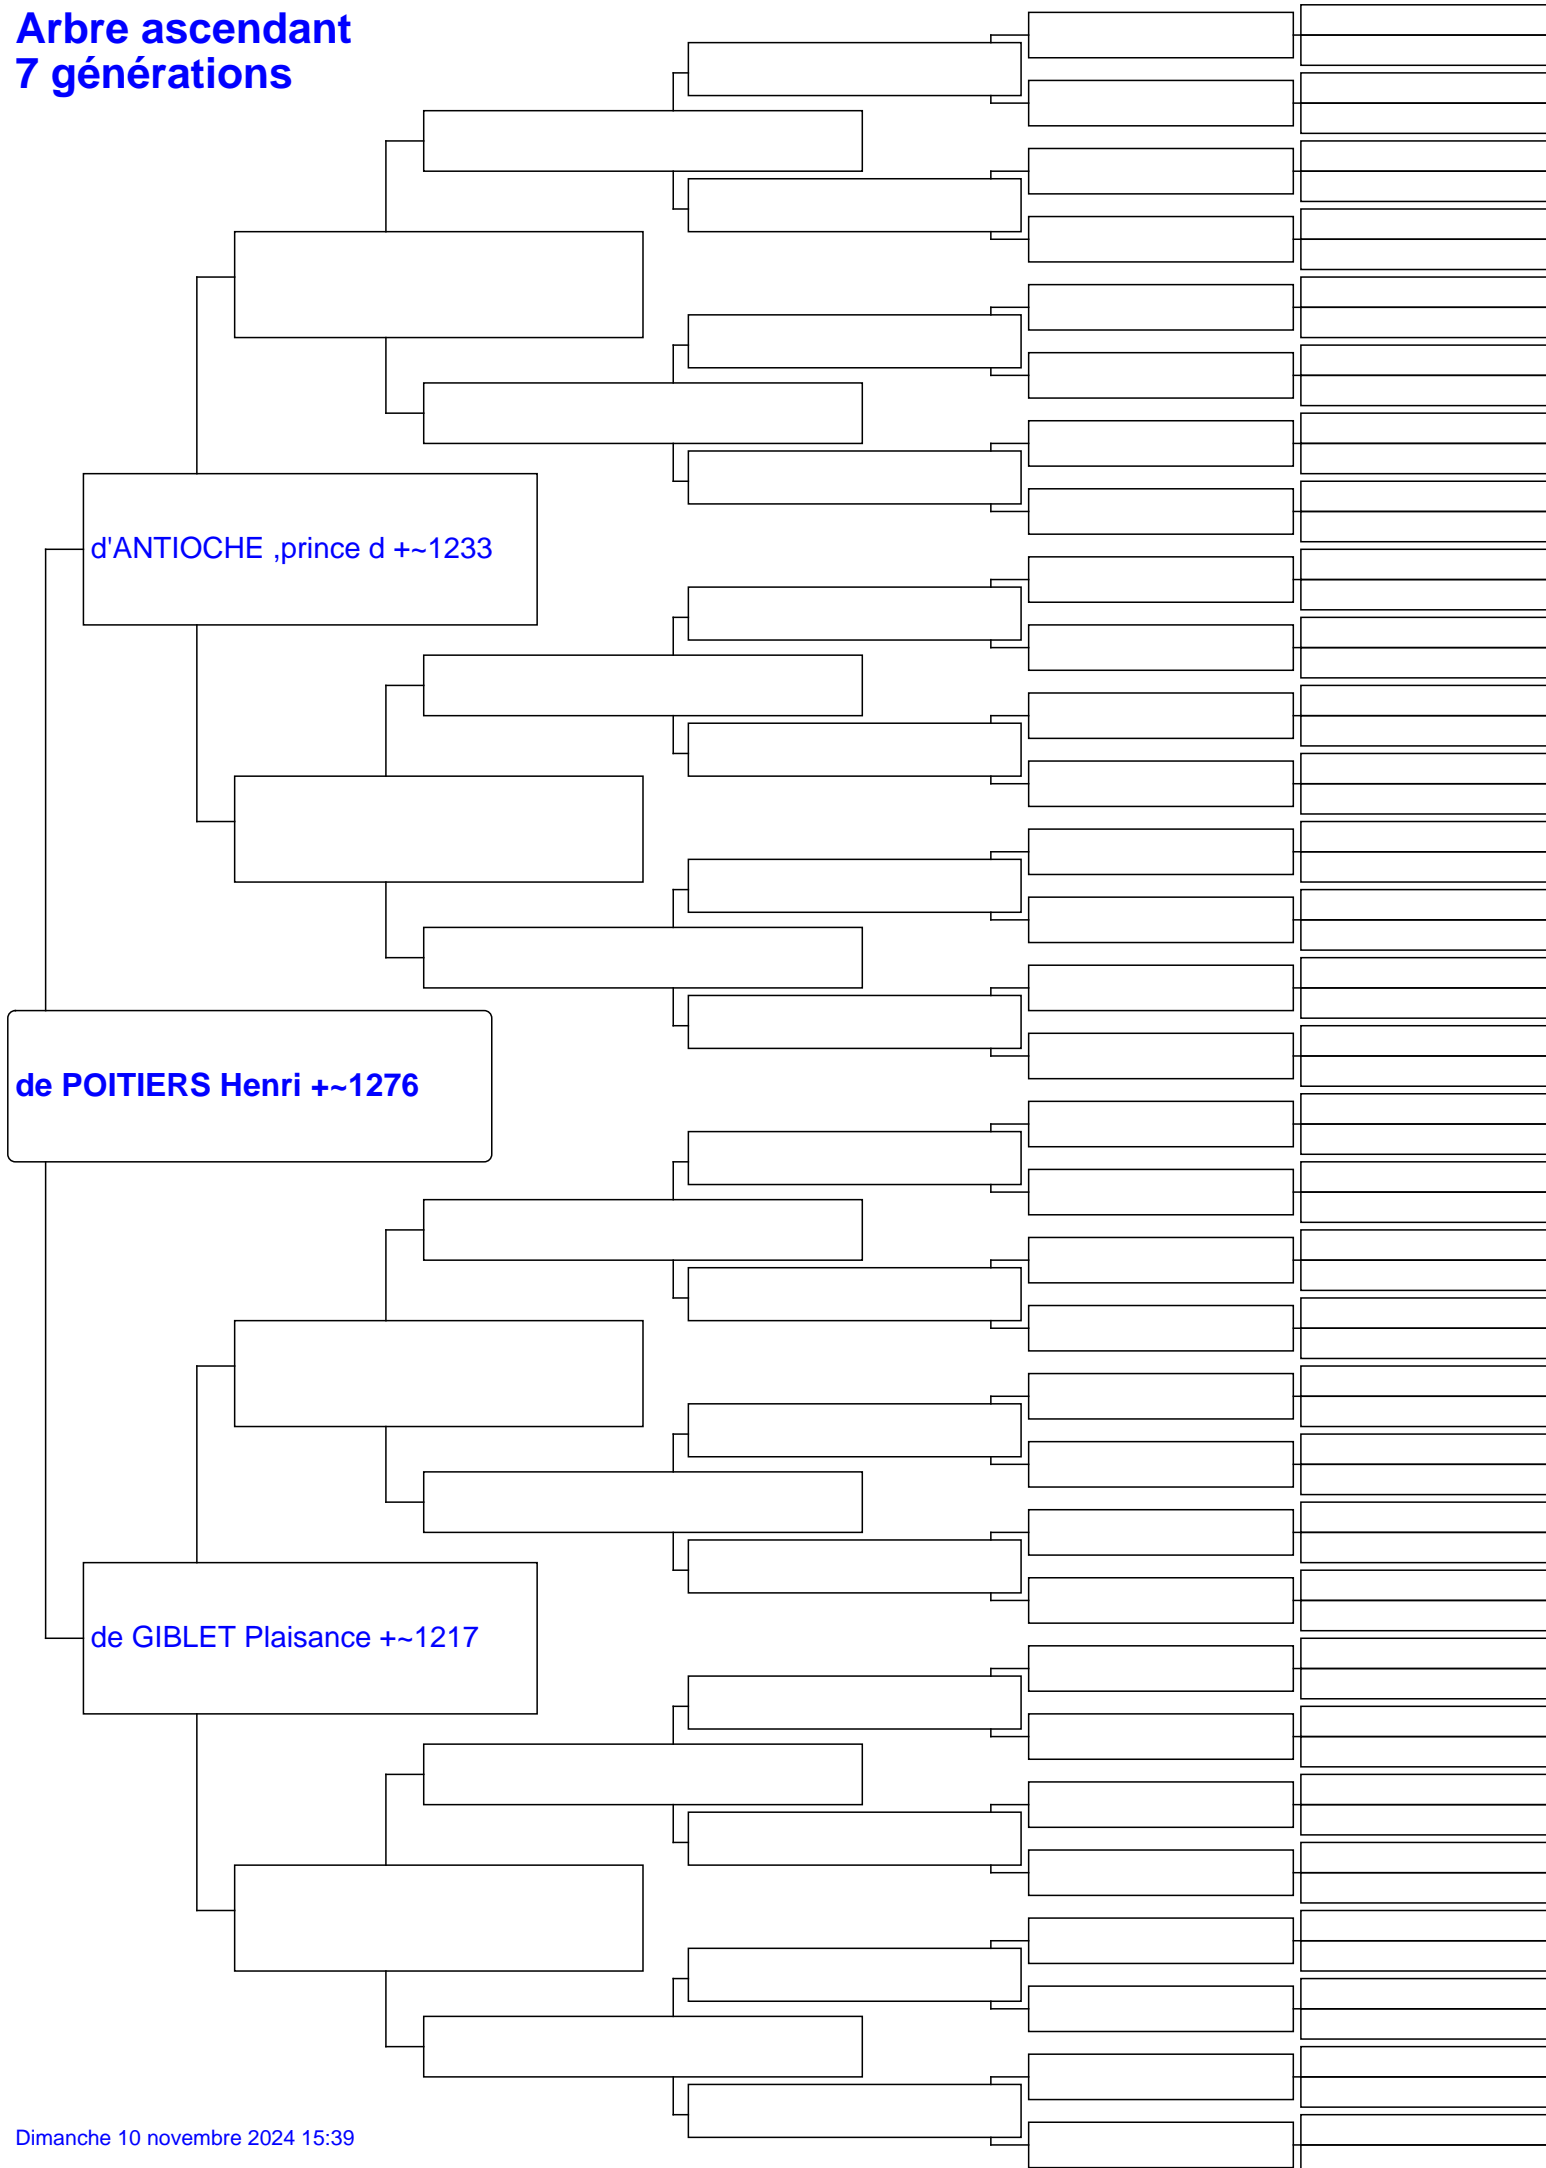 Arbre ascendant
7 générations
d'ANTIOCHE ,prince d +~1233
de POITIERS Henri +~1276
de GIBLET Plaisance +~1217
Dimanche 10 novembre 2024 15:39